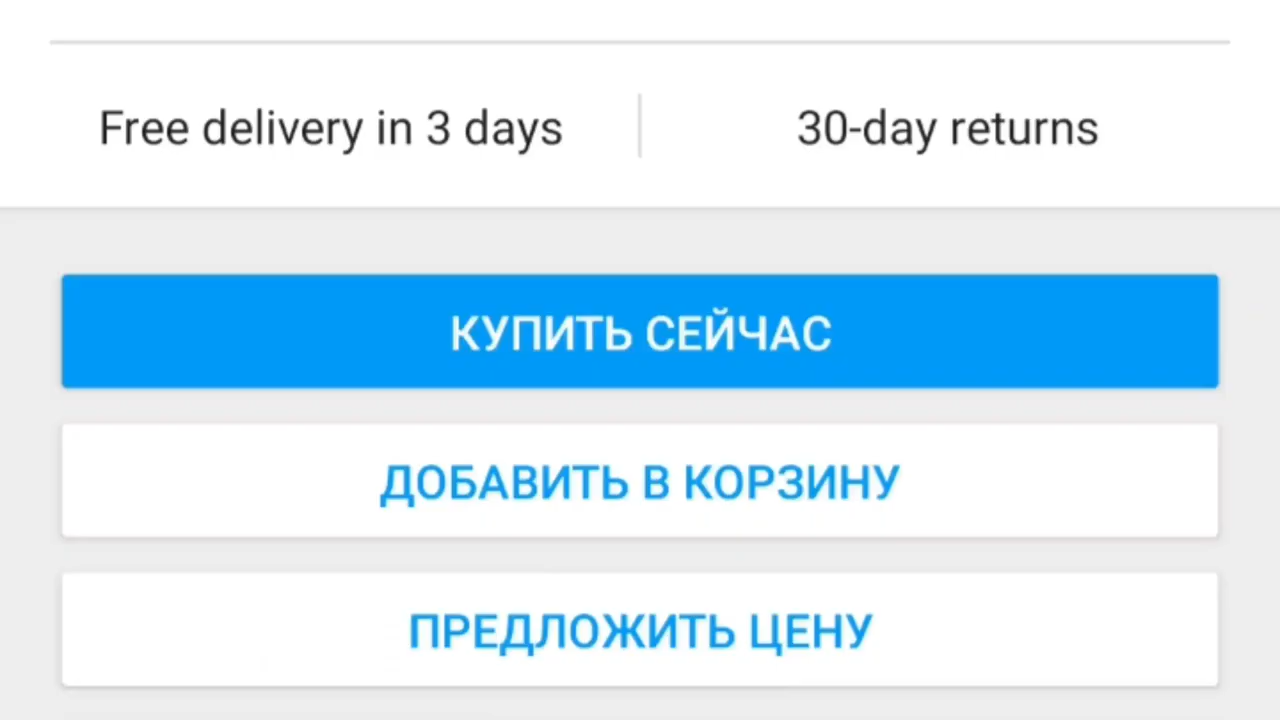 Free delivery in 3 days
30-day returns
КУПИТЬ СЕЙЧАС
ДОБАВИТЬ В КОРЗИНУ
ПРЕДЛОЖИТЬ ЦЕНУ